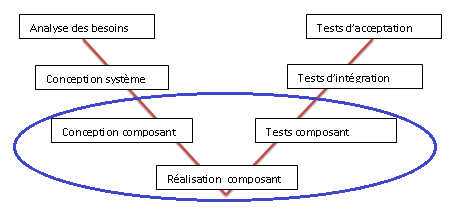 Analyse des besoins
Tests d'acceptation
Conception système
Tests d'intégration
Conception composant
Tests composant
Réalisation composant